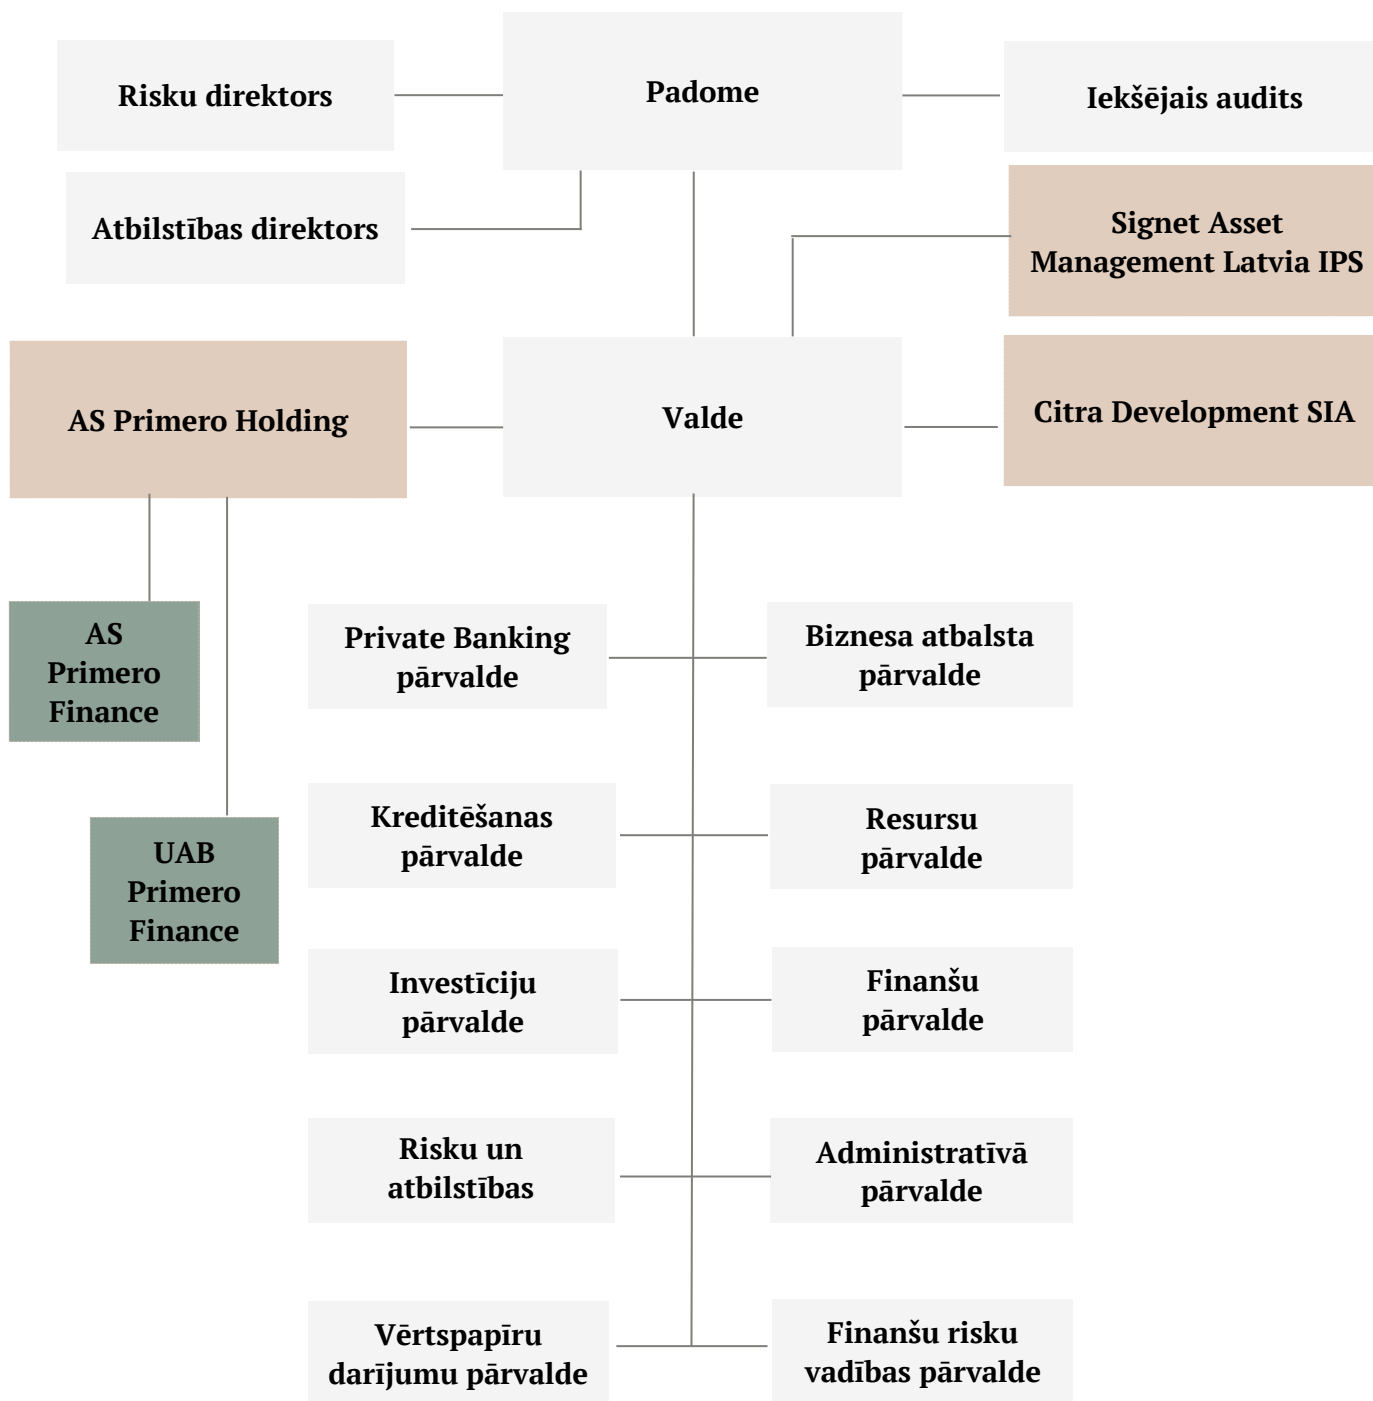 Padome
Risku direktors
Iekšējais audits
Atbilstības direktors
Signet Asset
Management Latvia IPS
AS Primero Holding
Valde
Citra Development SIA
AS
Primero
Finance
Private Banking
pārvalde
Biznesa atbalsta
pārvalde
UAB
Primero
Finance
Kreditēšanas
pārvalde
Resursu
pārvalde
Investīciju
pārvalde
Finanšu
pārvalde
Risku un
atbilstības
Administratīvā
pārvalde
Vērtspapīru
darījumu pārvalde
Finanšu risku
vadības pārvalde